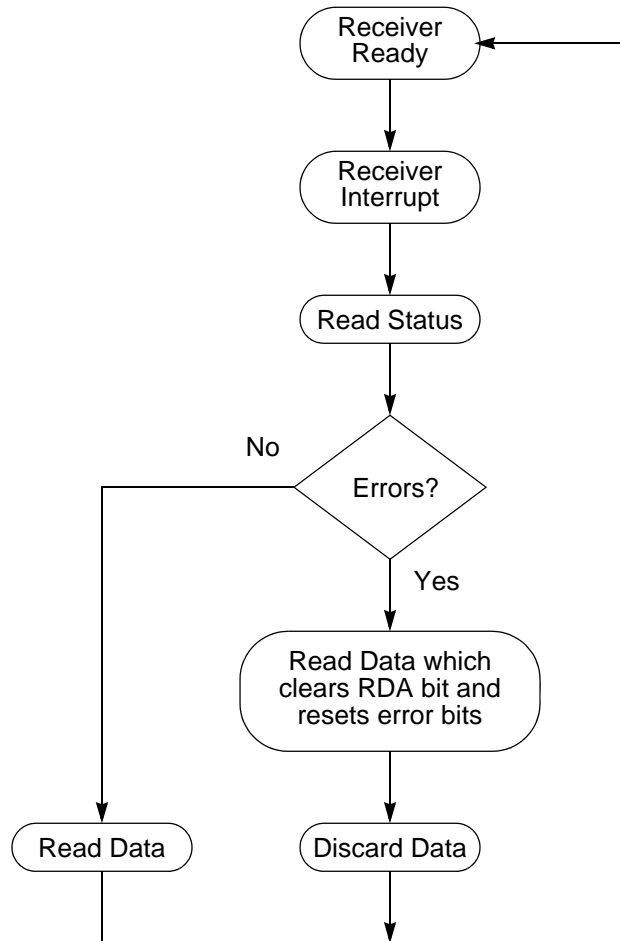 Receiver
Ready
Receiver
Interrupt
Read Status
No
Errors?
Yes
Read Data which
clears RDA bit and
resets error bits
Read Data
Discard Data